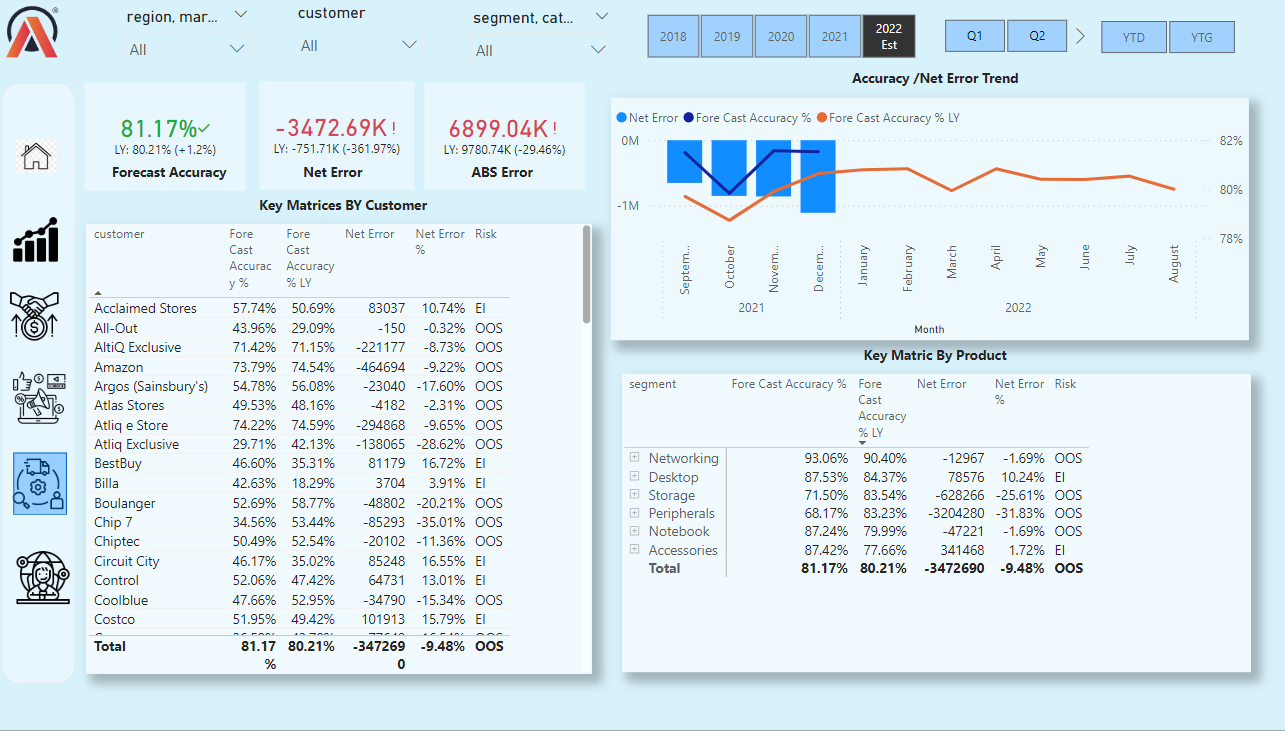 region, mar...
All
customer
All
segment, cat...
All
2018
2019
2020
2021
2022
Est
Q1
Q2
YTD
YTG
81.17%
LY: 80.21% (+1.2%)
Forecast Accuracy
-3472.69K!
LY: -751.71K (-361.97%)
Net Error
6899.04K!
LY: 9780.74K (-29.46%)
ABS Error
Accuracy /Net Error Trend
Net Error Fore Cast Accuracy % Fore Cast Accuracy % LY
0M
-1M
82%
80%
78%
Septem...
October
Novem...
Decem...
January
February
March
April
May
June
July
August
2021
2022
Month
Key Matrices BY Customer
customer
Fore
Cast
Accurac
y %
Fore
Cast
Accuracy
% LY
Net Error
Net Error
%
Risk
Acclaimed Stores 57.74% 50.69% 83037 10.74% EI
All-Out 43.96% 29.09% -150 -0.32% OOS
AltiQ Exclusive 71.42% 71.15% -221177 -8.73% OOS
Amazon 73.79% 74.54% -464694 -9.22% OOS
Argos (Sainsbury's) 54.78% 56.08% -23040 -17.60% OOS
Atlas Stores 49.53% 48.16% -4182 -2.31% OOS
Atliq e Store 74.22% 74.59% -294868 -9.65% OOS
Atliq Exclusive 29.71% 42.13% -138065 -28.62% OOS
BestBuy 46.60% 35.31% 81179 16.72% EI
Billa 42.63% 18.29% 3704 3.91% EI
Boulanger 52.69% 58.77% -48802 -20.21% OOS
Chip 7 34.56% 53.44% -85293 -35.01% OOS
Chiptec 50.49% 52.54% -20102 -11.36% OOS
Circuit City 46.17% 35.02% 85248 16.55% EI
Control 52.06% 47.42% 64731 13.01% EI
Coolblue 47.66% 52.95% -34790 -15.34% OOS
Costco 51.95% 49.42% 101913 15.79% EI
Total 81.17 80.21% -347269 -9.48% OOS
% 0
Key Matric By Product
segment
Fore Cast Accuracy %
Fore
Cast
Accuracy
% LY
Net Error
Net Error
%
Risk
Networking 93.06% 90.40% -12967 -1.69% OOS
Desktop 87.53% 84.37% 78576 10.24% EI
Storage 71.50% 83.54% -628266 -25.61% OOS
Peripherals 68.17% 83.23% -3204280 -31.83% OOS
Notebook 87.24% 79.99% -47221 -1.69% OOS
Accessories 87.42% 77.66% 341468 1.72% EI
Total 81.17% 80.21% -3472690 -9.48% OOS